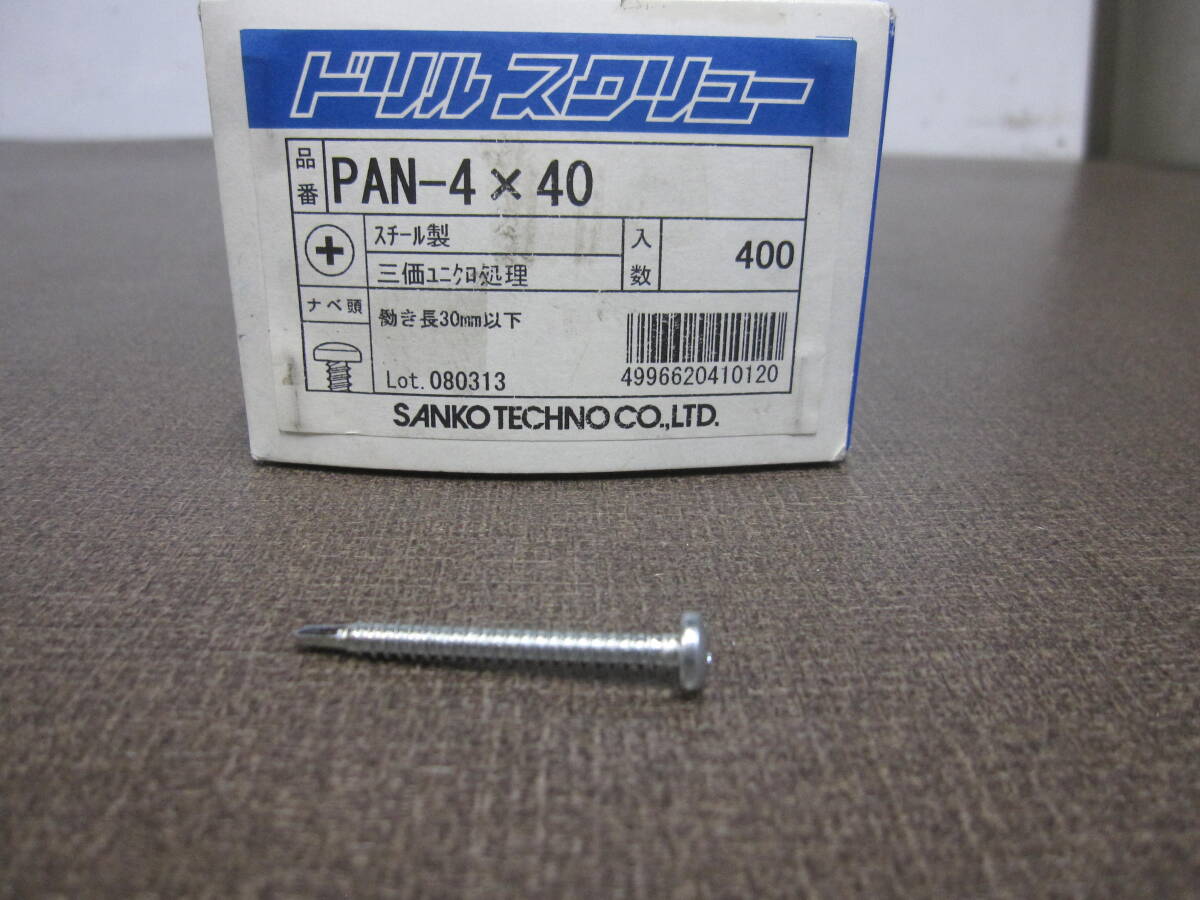 ドリルスクリュー
品番 PAN-4×40
スチール製
入数 400
三価ユニクロ処理
ナベ頭
働き長30mm以下
Lot. 080313
4996620410120
SANKO TECHNO CO.,LTD.